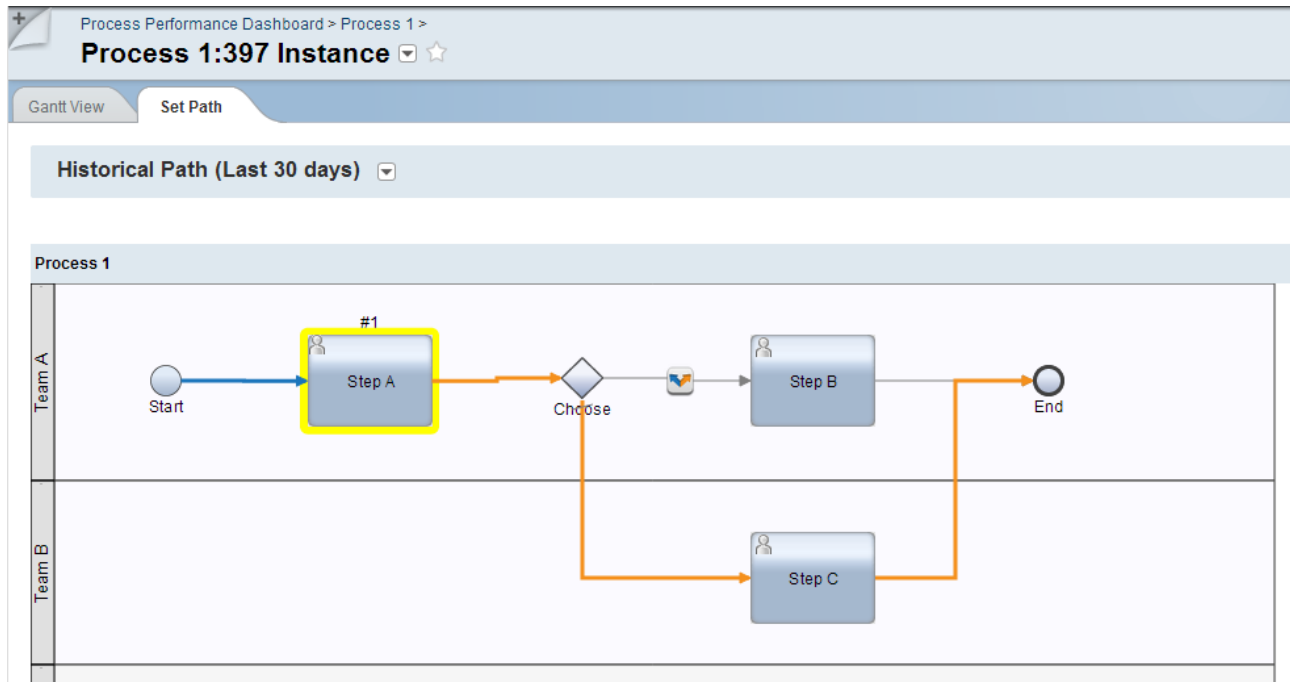 Process Performance Dashboard > Process 1 >
Process 1:397 Instance
Gantt View
Set Path
Historical Path (Last 30 days)
Process 1
Team A
#1
Step A
Start
Choose
Step B
End
Team B
Step C